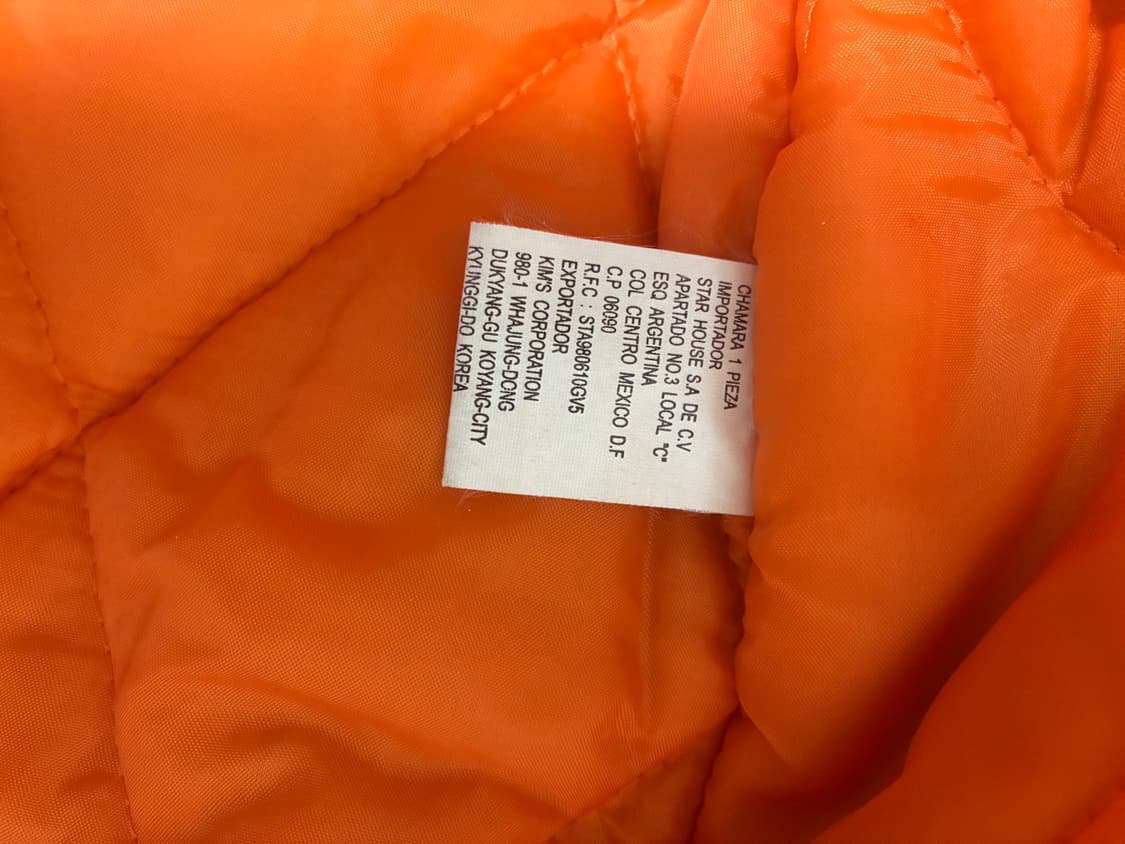 CHAMARA 1 PIEZA
IMPORTADOR
STAR HOUSE S.A DE C.V
APARTADO NO.3 LOCAL "C"
ESQ ARGENTINA
COL CENTRO MEXICO D.F
C.P 06090
R.F.C : STA980610GV5
EXPORTADOR
KIM'S CORPORATION
980-1 WHAJUNG-DONG
DUKYANG-GU KOYANG-CITY
KYUNGGI-DO KOREA